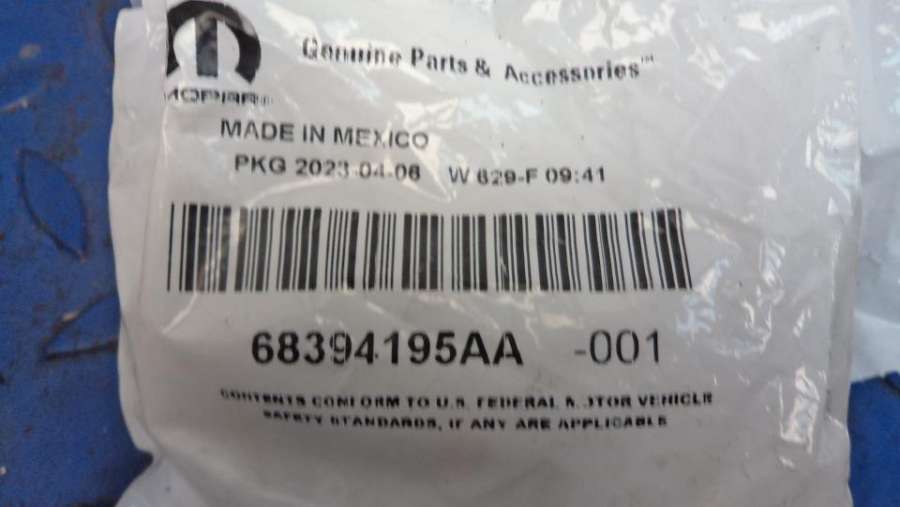 Genuine Parts & Accessories™
MOPAR®
MADE IN MEXICO
PKG 2023-04-06 W 629-F 09:41
68394195AA -001
CONTENTS CONFORM TO U.S. FEDERAL MOTOR VEHICLE
SAFETY STANDARDS, IF ANY ARE APPLICABLE